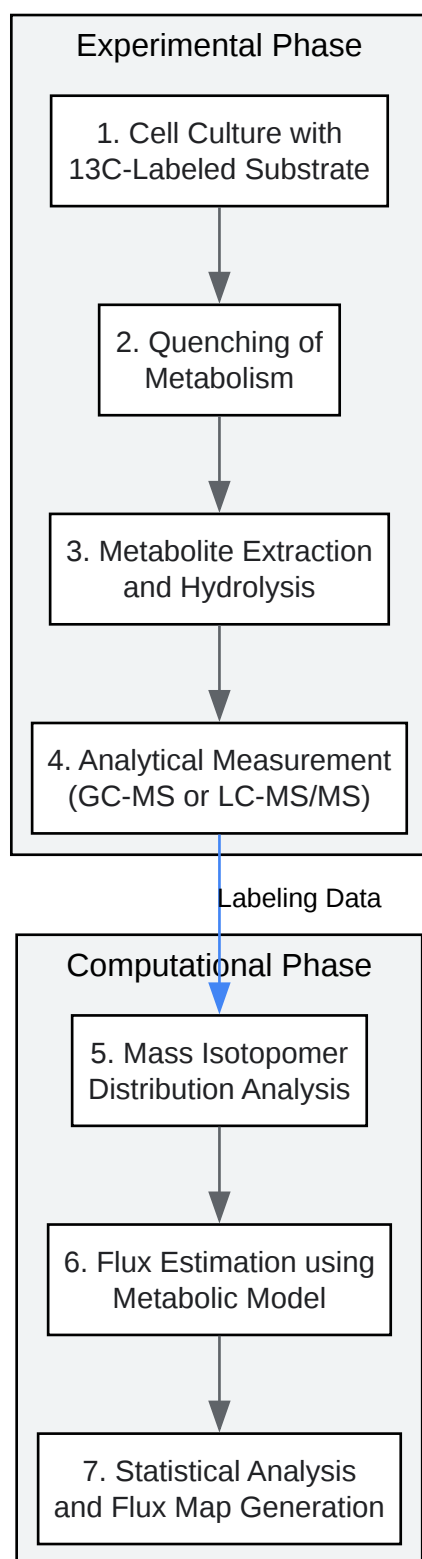 Experimental Phase
1. Cell Culture with
13C-Labeled Substrate
2. Quenching of
Metabolism
3. Metabolite Extraction
and Hydrolysis
4. Analytical Measurement
(GC-MS or LC-MS/MS)
Labeling Data
Computational Phase
5. Mass Isotopomer
Distribution Analysis
6. Flux Estimation using
Metabolic Model
7. Statistical Analysis
and Flux Map Generation